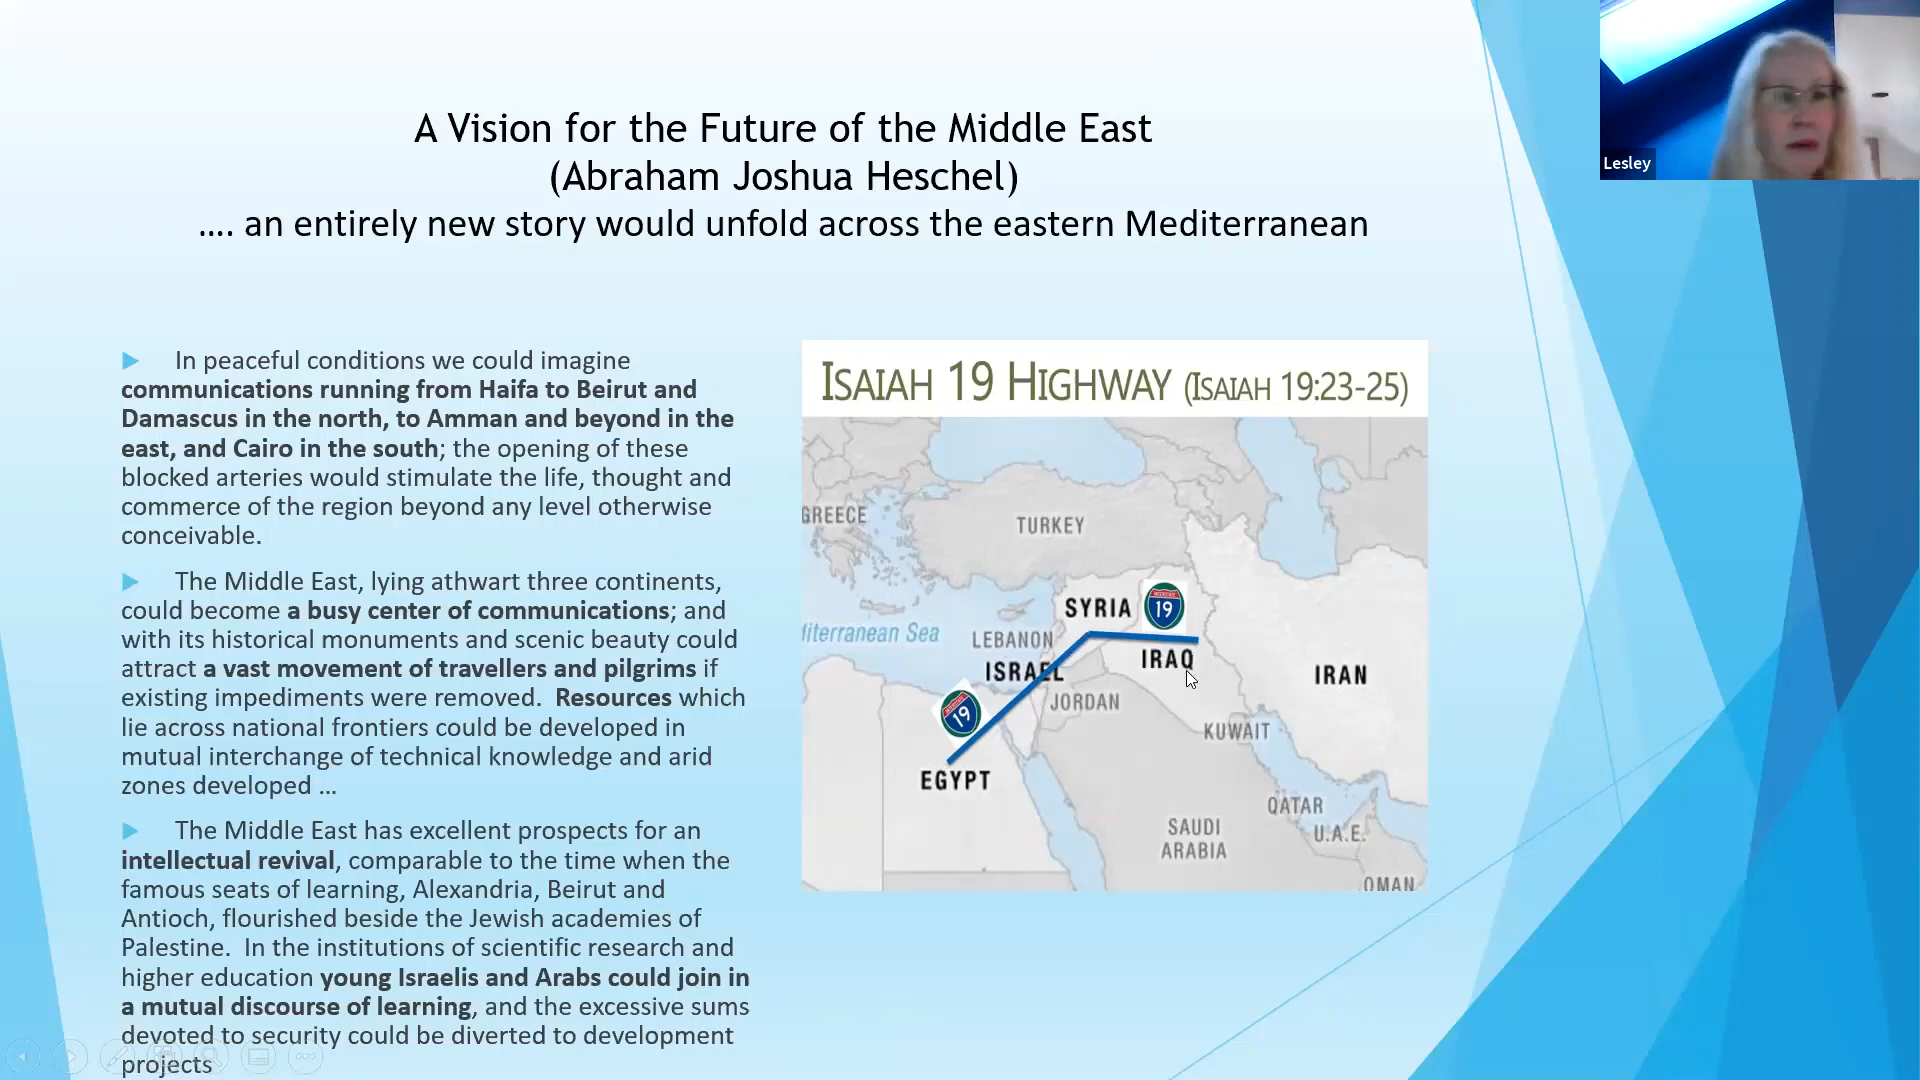 A Vision for the Future of the Middle East
(Abraham Joshua Heschel)
.... an entirely new story would unfold across the eastern Mediterranean
Lesley
In peaceful conditions we could imagine
communications running from Haifa to Beirut and
Damascus in the north, to Amman and beyond in the
east, and Cairo in the south; the opening of these
blocked arteries would stimulate the life, thought and
commerce of the region beyond any level otherwise
conceivable.
The Middle East, lying athwart three continents,
could become a busy center of communications; and
with its historical monuments and scenic beauty could
attract a vast movement of travellers and pilgrims if
existing impediments were removed. Resources which
lie across national frontiers could be developed in
mutual interchange of technical knowledge and arid
zones developed ...
The Middle East has excellent prospects for an
intellectual revival, comparable to the time when the
famous seats of learning, Alexandria, Beirut and
Antioch, flourished beside the Jewish academies of
Palestine. In the institutions of scientific research and
higher education young Israelis and Arabs could join in
a mutual discourse of learning, and the excessive sums
devoted to security could be diverted to development
projects
ISAIAH 19 HIGHWAY (ISAIAH 19:23-25)
GREECE
TURKEY
SYRIA
INTERSTATE
19
iterranean Sea
LEBANON
ISRAEL
IRAQ
IRAN
INTERSTATE
19
JORDAN
KUWAIT
EGYPT
QATAR
U.A.E.
SAUDI
ARABIA
OMAN